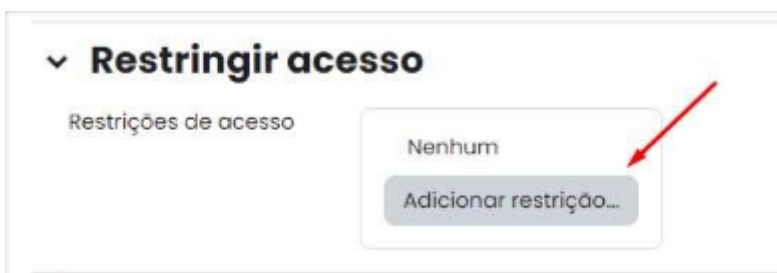 Restringir acesso
Restrições de acesso
Nenhum
Adicionar restrição...